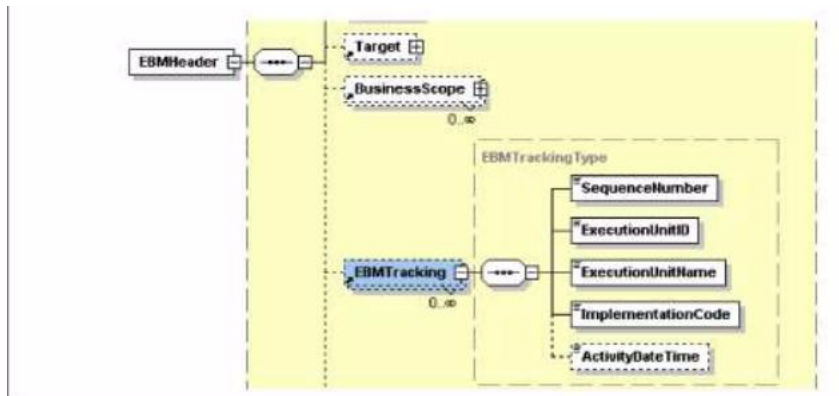 Target
EBMHeader
BusinessScope
0..∞
EBMTrackingType
SequenceNumber
ExecutionUnitID
EBMTracking
ExecutionUnitName
0..∞
ImplementationCode
ActivityDateTime